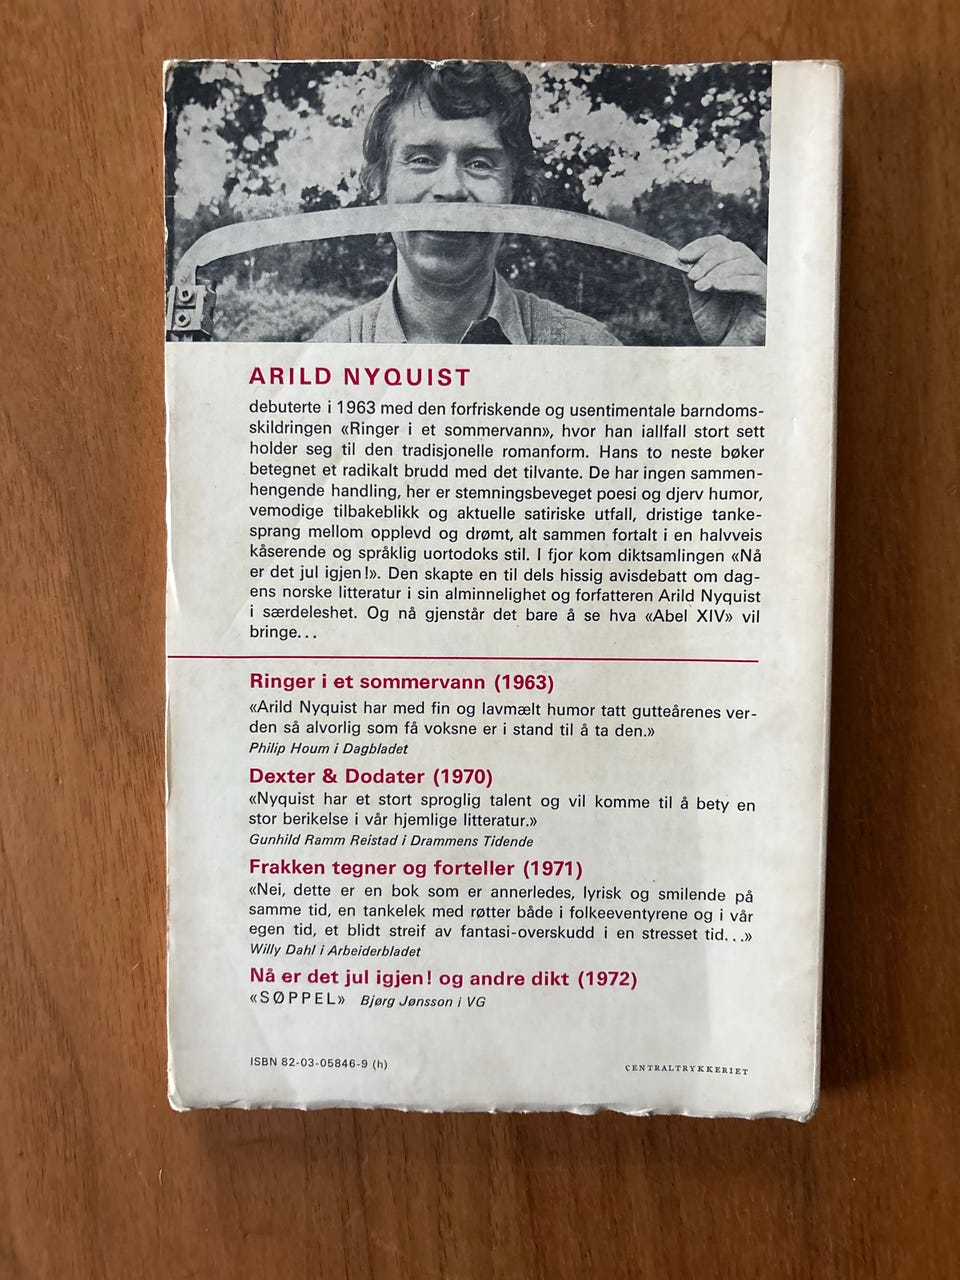 ARILD NYQUIST
debuterte i 1963 med den forfriskende og usentimentale barndoms-
skildringen «Ringer i et sommervann», hvor han iallfall stort sett
holder seg til den tradisjonelle romanform. Hans to neste bøker
betegnet et radikalt brudd med det tilvante. De har ingen sammen-
hengende handling, her er stemningsbeveget poesi og djerv humor,
vemodige tilbakeblikk og aktuelle satiriske utfall, dristige tanke-
sprang mellom opplevd og drømt, alt sammen fortalt i en halvveis
kåserende og språklig uortodoks stil. I fjor kom diktsamlingen «Nå
er det jul igjen!». Den skapte en til dels hissig avisdebatt om dag-
ens norske litteratur i sin alminnelighet og forfatteren Arild Nyquist
i særdeleshet. Og nå gjenstår det bare å se hva «Abel XIV» vil
bringe...
Ringer i et sommervann (1963)
«Arild Nyquist har med fin og lavmælt humor tatt gutteårenes ver-
den så alvorlig som få voksne er i stand til å ta den.»
Philip Houm i Dagbladet
Dexter & Dodater (1970)
«Nyquist har et stort sproglig talent og vil komme til å bety en
stor berikelse i vår hjemlige litteratur.»
Gunhild Ramm Reistad i Drammens Tidende
Frakken tegner og forteller (1971)
«Nei, dette er en bok som er annerledes, lyrisk og smilende på
samme tid, en tankelek med røtter både i folkeeventyrene og i vår
egen tid, et blidt streif av fantasi-overskudd i en stresset tid...»
Willy Dahl i Arbeiderbladet
Nå er det jul igjen! og andre dikt (1972)
«SØPPEL» Bjørg Jønsson i VG
ISBN 82-03-05846-9 (h)
CENTRALTRYKKERIET